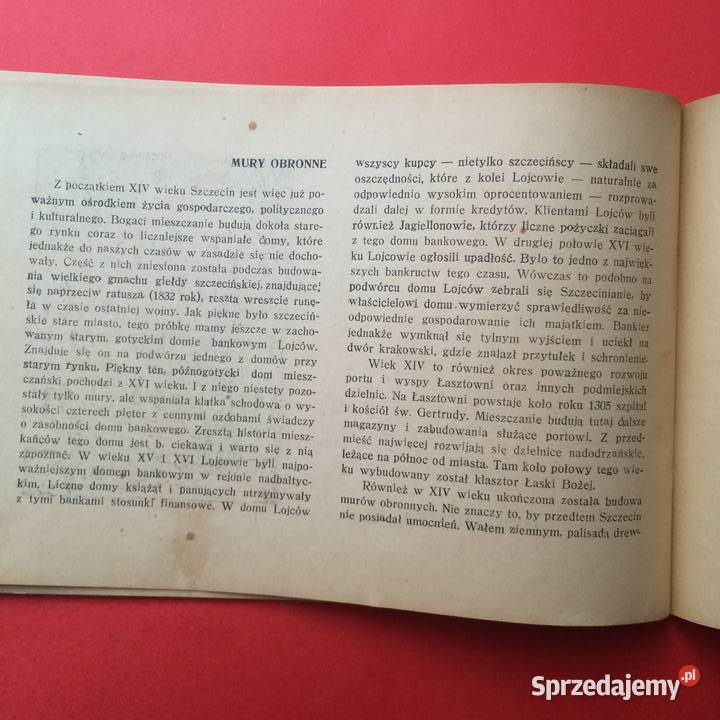 MURY OBRONNE
Z początkiem XIV wieku Szczecin jest więc już po-
ważnym ośrodkiem życia gospodarczego, politycznego
i kulturalnego. Bogaci mieszczanie budują dokoła stare-
go rynku coraz to liczniejsze wspaniałe domy, które
jednakże do naszych czasów w zasadzie się nie docho-
wały. Część z nich zniesiona została podczas budowa-
nia wielkiego gmachu giełdy szczecińskiej, znajdującej
się naprzeciw ratusza (1832 rok), reszta wreszcie runę-
ła w czasie ostatniej wojny. Jak piękne było szczeciń-
skie stare miasto, tego próbkę mamy jeszcze w zacho-
wanym starym, gotyckim domie bankowym Lojców.
Znajduje się on na podwórzu jednego z domów przy
starym rynku. Piękny ten, późnogotycki dom miesz-
czański pochodzi z XVI wieku. I z niego niestety pozo-
stały tylko mury, ale wspaniała klatka schodowa o wy-
sokości czterech pięter z cennymi ozdobami świadczy
o zasobności domu bankowego. Zresztą historia miesz-
kańców tego domu jest b. ciekawą i warto się z nią
zapoznać. W wieku XV i XVI Lojcowie byli najpo-
ważniejszym domem bankowym w rejonie nadbałtyc-
kim. Liczne domy książąt i panujących utrzymywały
z tymi bankami stosunki finansowe. W domu Lojców
wszyscy kupcy — nietylko szczecińscy — składali swe
oszczędności, które z kolei Lojcowie — naturalnie za
odpowiednio wysokim oprocentowaniem — rozprowa-
dzali dalej w formie kredytów. Klientami Lojców byli
również Jagiellonowie, którzy liczne pożyczki zaciągali
z tego domu bankowego. W drugiej połowie XVI wie-
ku Lojcowie ogłosili upadłość. Było to jedno z najwięk-
szych bankructw tego czasu. Wówczas to podobno na
podwórcu domu Lojców zebrali się Szczecinianie, by
właścicielowi domu wymierzyć sprawiedliwość za nie-
odpowiednie gospodarowanie ich majątkiem. Bankier
jednakże wymknął się tylnym wyjściem i uciekł na
dwór krakowski, gdzie znalazł przytułek i schronienie.
Wiek XIV to również okres poważnego rozwoju
portu i wyspy Łasztowni oraz innych podmiejskich
dzielnic. Na Łasztowni powstaje koło roku 1305 szpital
i kościół św. Gertrudy. Mieszczanie budują tutaj dalsze
magazyny i zabudowania służące portowi. Z przed-
mieść najwięcej rozwijają się dzielnice nadodrzańskie,
leżące na północ od miasta. Tam koło połowy tego wie-
ku wybudowany został klasztor Łaski Bożej.
Również w XIV wieku ukończona została budowa
murów obronnych. Nie znaczy to, by przedtem Szczecin
nie posiadał umocnień. Wałem ziemnym, palisadą drew-
Sprzedajemy.pl